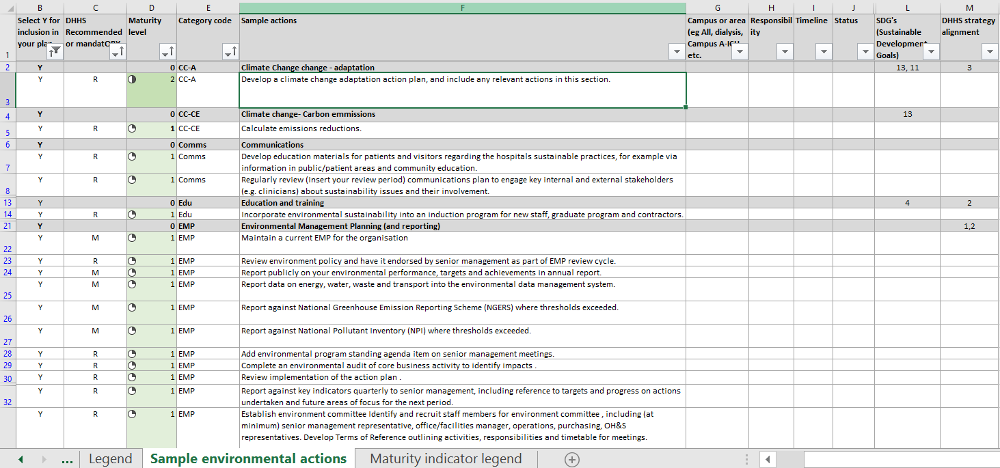 B C D E F G H I J L M
Select Y for inclusion in your plan DHHS Recommended or mandatORY Maturity level Category code Sample actions Campus or area (eg All, dialysis, Campus A-ICU etc. Responsibility Timeline Status SDG's (Sustainable Development Goals) DHHS strategy alignment
1
2 Y 0 CC-A Climate Change change - adaptation 13, 11 3
3 Y R 2 CC-A Develop a climate change adaptation action plan, and include any relevant actions in this section.
4 Y 0 CC-CE Climate change- Carbon emmissions 13
5 Y R 1 CC-CE Calculate emissions reductions.
6 Y 0 Comms Communications
7 Y R 1 Comms Develop education materials for patients and visitors regarding the hospitals sustainable practices, for example via
information in public/patient areas and community education.
8 Y R 1 Comms Regularly review (Insert your review period) communications plan to engage key internal and external stakeholders
(e.g. clinicians) about sustainability issues and their involvement.
13 Y 0 Edu Education and training 4 2
14 Y R 1 Edu Incorporate environmental sustainability into an induction program for new staff, graduate program and contractors.
21 Y 0 EMP Environmental Management Planning (and reporting) 1,2
22 Y M 1 EMP Maintain a current EMP for the organisation
23 Y R 1 EMP Review environment policy and have it endorsed by senior management as part of EMP review cycle.
24 Y M 1 EMP Report publicly on your environmental performance, targets and achievements in annual report.
25 Y M 1 EMP Report data on energy, water, waste and transport into the environmental data management system.
26 Y M 1 EMP Report against National Greenhouse Emission Reporting Scheme (NGERS) where thresholds exceeded.
27 Y M 1 EMP Report against National Pollutant Inventory (NPI) where thresholds exceeded.
28 Y R 1 EMP Add environmental program standing agenda item on senior management meetings.
29 Y R 1 EMP Complete an environmental audit of core business activity to identify impacts .
30 Y R 1 EMP Review implementation of the action plan .
32 Y R 1 EMP Report against key indicators quarterly to senior management, including reference to targets and progress on actions
undertaken and future areas of focus for the next period.
Y R 1 EMP Establish environment committee Identify and recruit staff members for environment committee , including (at
minimum) senior management representative, office/facilities manager, operations, purchasing, OH&S
representatives. Develop Terms of Reference outlining activities, responsibilities and timetable for meetings.
... Legend Sample environmental actions Maturity indicator legend